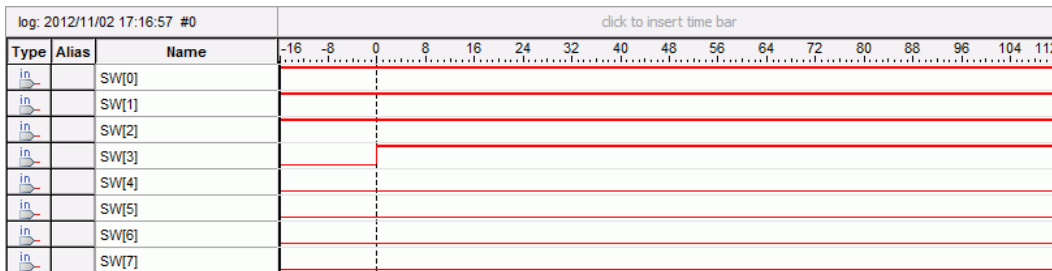 log: 2012/11/02 17:16:57 #0 click to insert time bar
Type Alias Name -16 -8 0 8 16 24 32 40 48 56 64 72 80 88 96 104 112
in SW[0]
in SW[1]
in SW[2]
in SW[3]
in SW[4]
in SW[5]
in SW[6]
in SW[7]